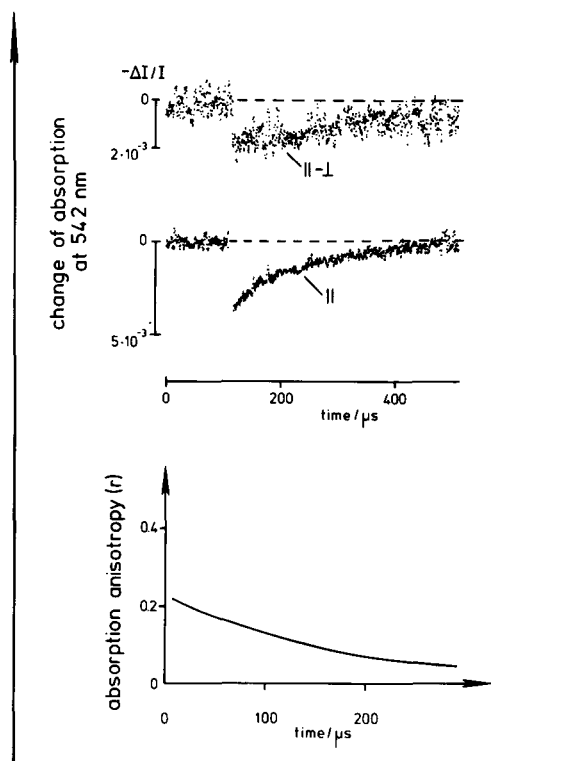 -ΔI/I
0
2·10⁻³
||-⊥
change of absorption
at 542 nm
0
||
5·10⁻³
0 200 400
time/µs
absorption anisotropy (r)
0.4
0.2
0
0 100 200
time/µs